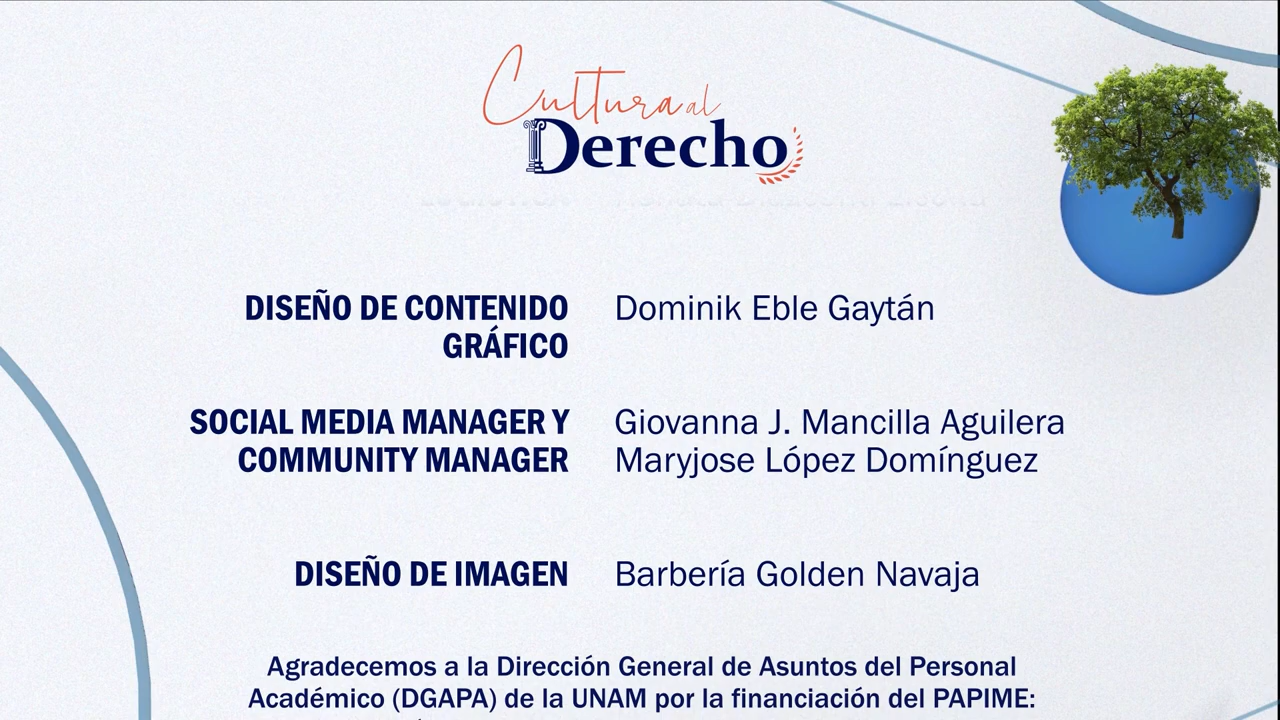 Cultura al
Derecho
DISEÑO DE CONTENIDO Dominik Eble Gaytán
GRÁFICO
SOCIAL MEDIA MANAGER Y Giovanna J. Mancilla Aguilera
COMMUNITY MANAGER Maryjose López Domínguez
DISEÑO DE IMAGEN Barbería Golden Navaja
Agradecemos a la Dirección General de Asuntos del Personal
Académico (DGAPA) de la UNAM por la financiación del PAPIME: